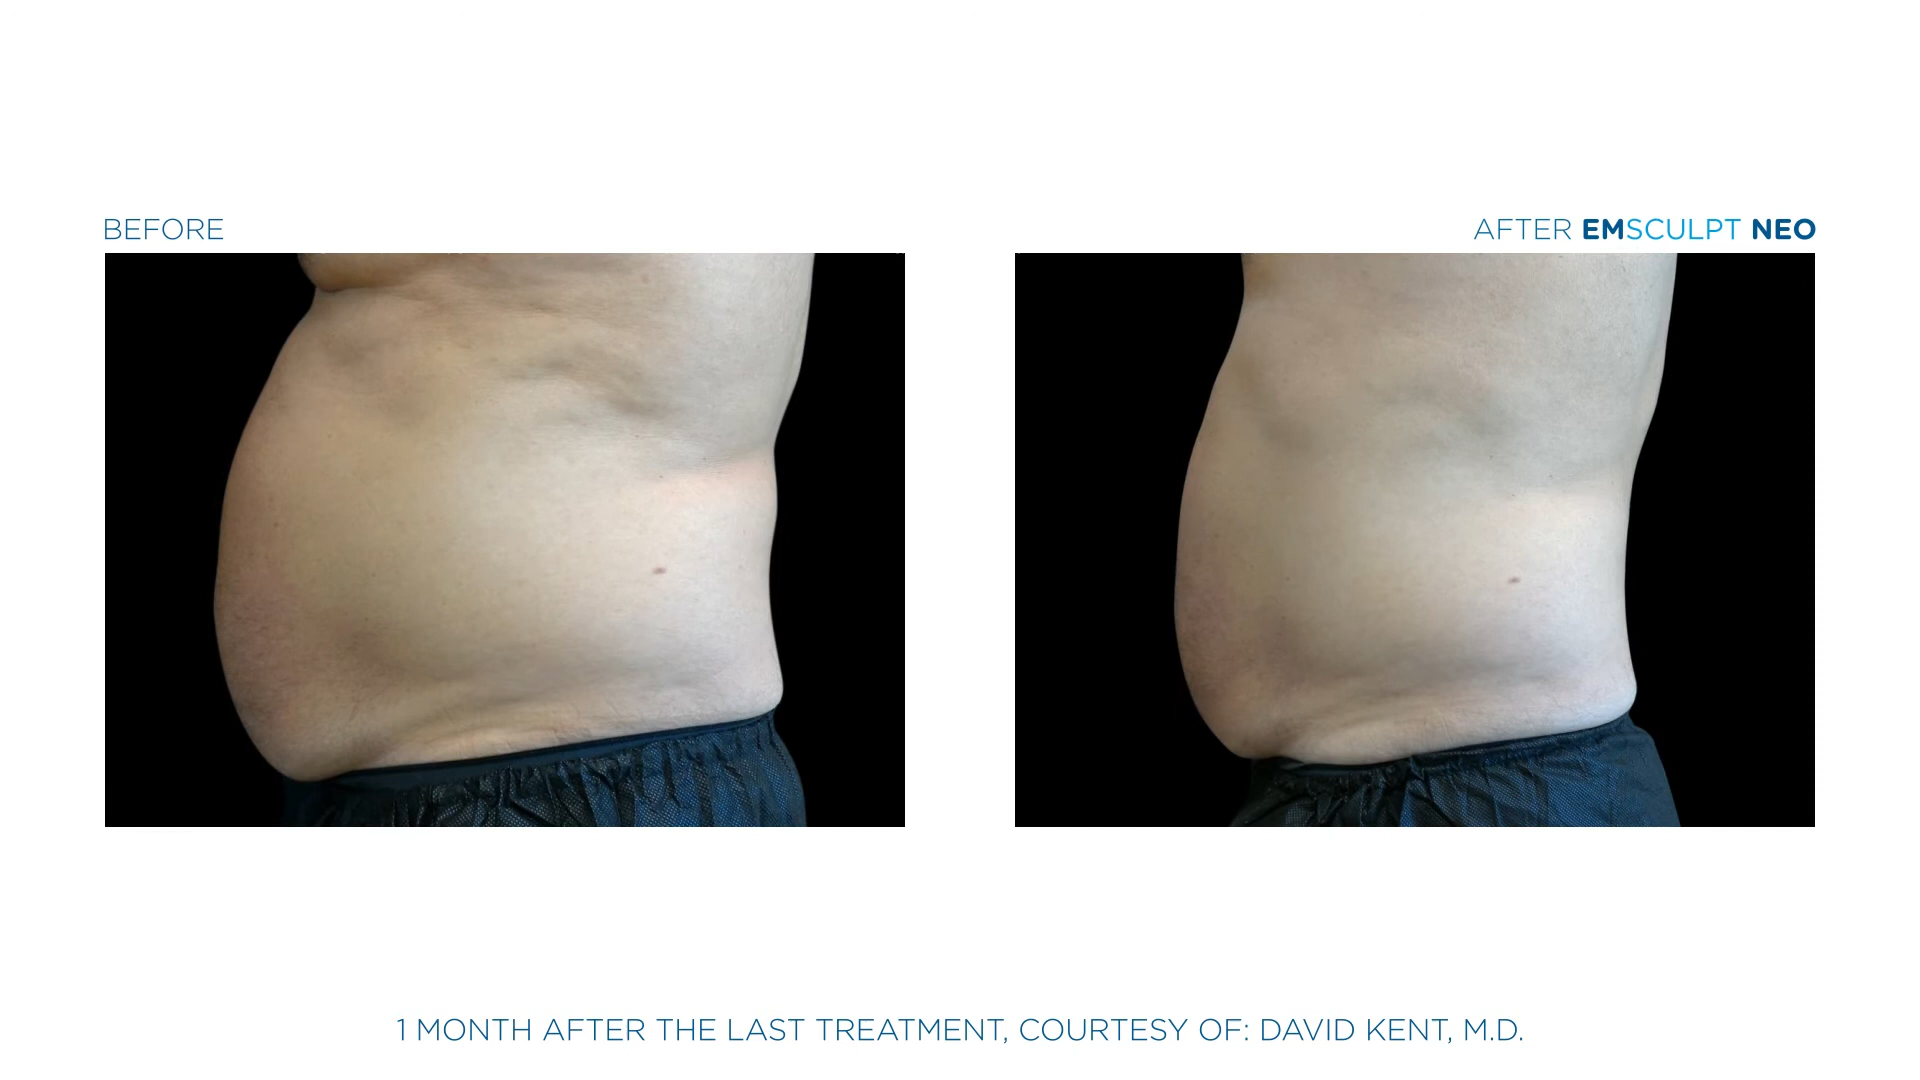 BEFORE
AFTER EMSCULPT NEO
1 MONTH AFTER THE LAST TREATMENT, COURTESY OF: DAVID KENT, M.D.